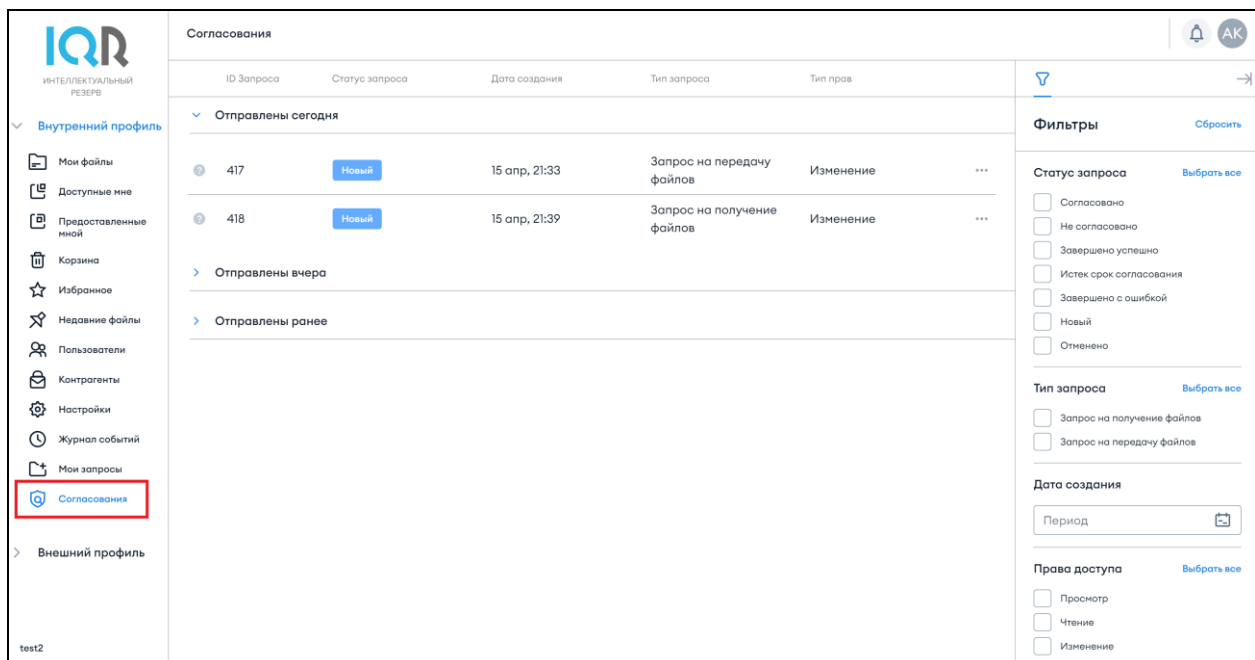 IQR
ИНТЕЛЛЕКТУАЛЬНЫЙ
РЕЗЕРВ
Внутренний профиль
Мои файлы
Доступные мне
Предоставленные
мной
Корзина
Избранное
Недавние файлы
Пользователи
Контрагенты
Настройки
Журнал событий
Мои запросы
Согласования
Внешний профиль
test2
Согласования
AK
ID Запроса Статус запроса Дата создания Тип запроса Тип прав
Отправлены сегодня
417 Новый 15 апр, 21:33 Запрос на передачу
файлов Изменение
418 Новый 15 апр, 21:39 Запрос на получение
файлов Изменение
Отправлены вчера
Отправлены ранее
Фильтры Сбросить
Статус запроса Выбрать все
Согласовано
Не согласовано
Завершено успешно
Истек срок согласования
Завершено с ошибкой
Новый
Отменено
Тип запроса Выбрать все
Запрос на получение файлов
Запрос на передачу файлов
Дата создания
Период
Права доступа Выбрать все
Просмотр
Чтение
Изменение